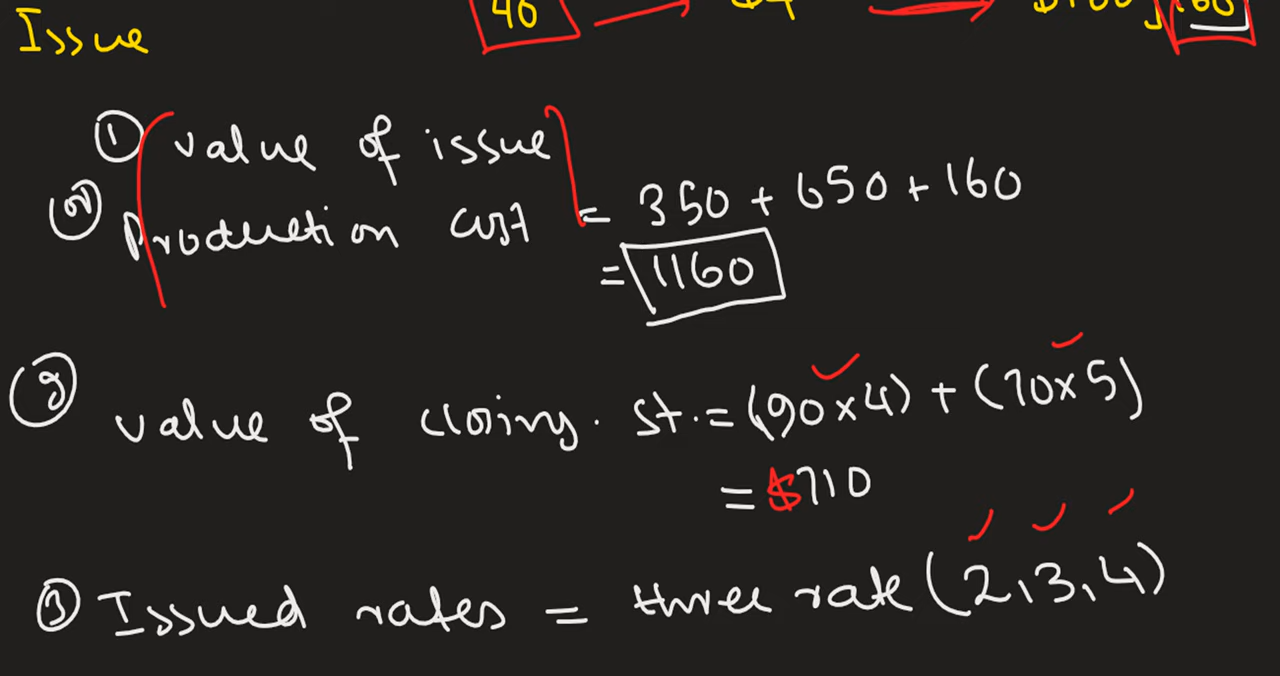 Issue 40
① value of issue
or Production cost = 350 + 650 + 160
= 1160
value of closing. st. = (90×4) + (70×5)
= $710
③ Issued rates = three rate (2,3,4)